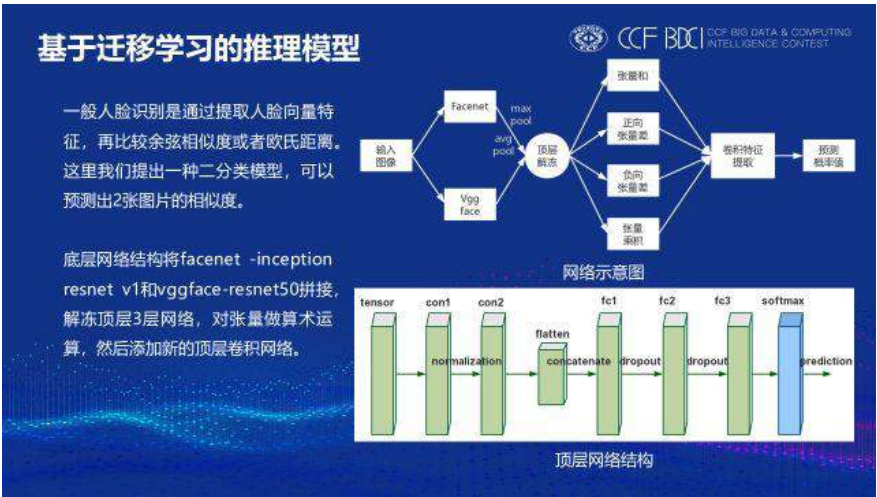 基于迁移学习的推理模型
CCF BDCI
CCF BIG DATA & COMPUTING
INTELLIGENCE CONTEST
一般人脸识别是通过提取人脸向量特
征，再比较余弦相似度或者欧氏距离。
这里我们提出一种二分类模型，可以
预测出2张图片的相似度。
底层网络结构将facenet -inception
resnet v1和vggface-resnet50拼接，
解冻顶层3层网络，对张量做算术运
算，然后添加新的顶层卷积网络。
输入
图像
Facenet
Vgg
face
max
pool
avg
pool
顶层
解冻
张量和
正向
张量差
负向
张量差
张量
乘积
卷积特征
提取
预测
概率值
网络示意图
tensor
con1
con2
flatten
fc1
fc2
fc3
softmax
normalization
concatenate
dropout
dropout
prediction
顶层网络结构